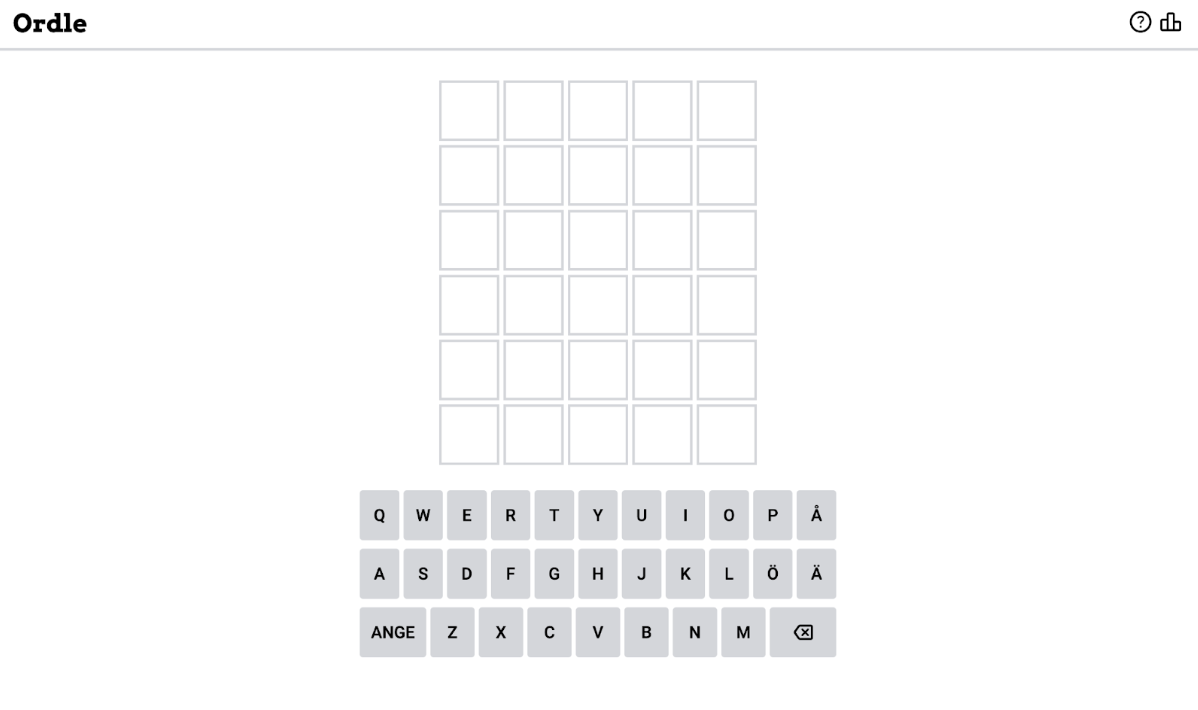 Ordle
Q W E R T Y U I O P Å
A S D F G H J K L Ö Ä
ANGE Z X C V B N M